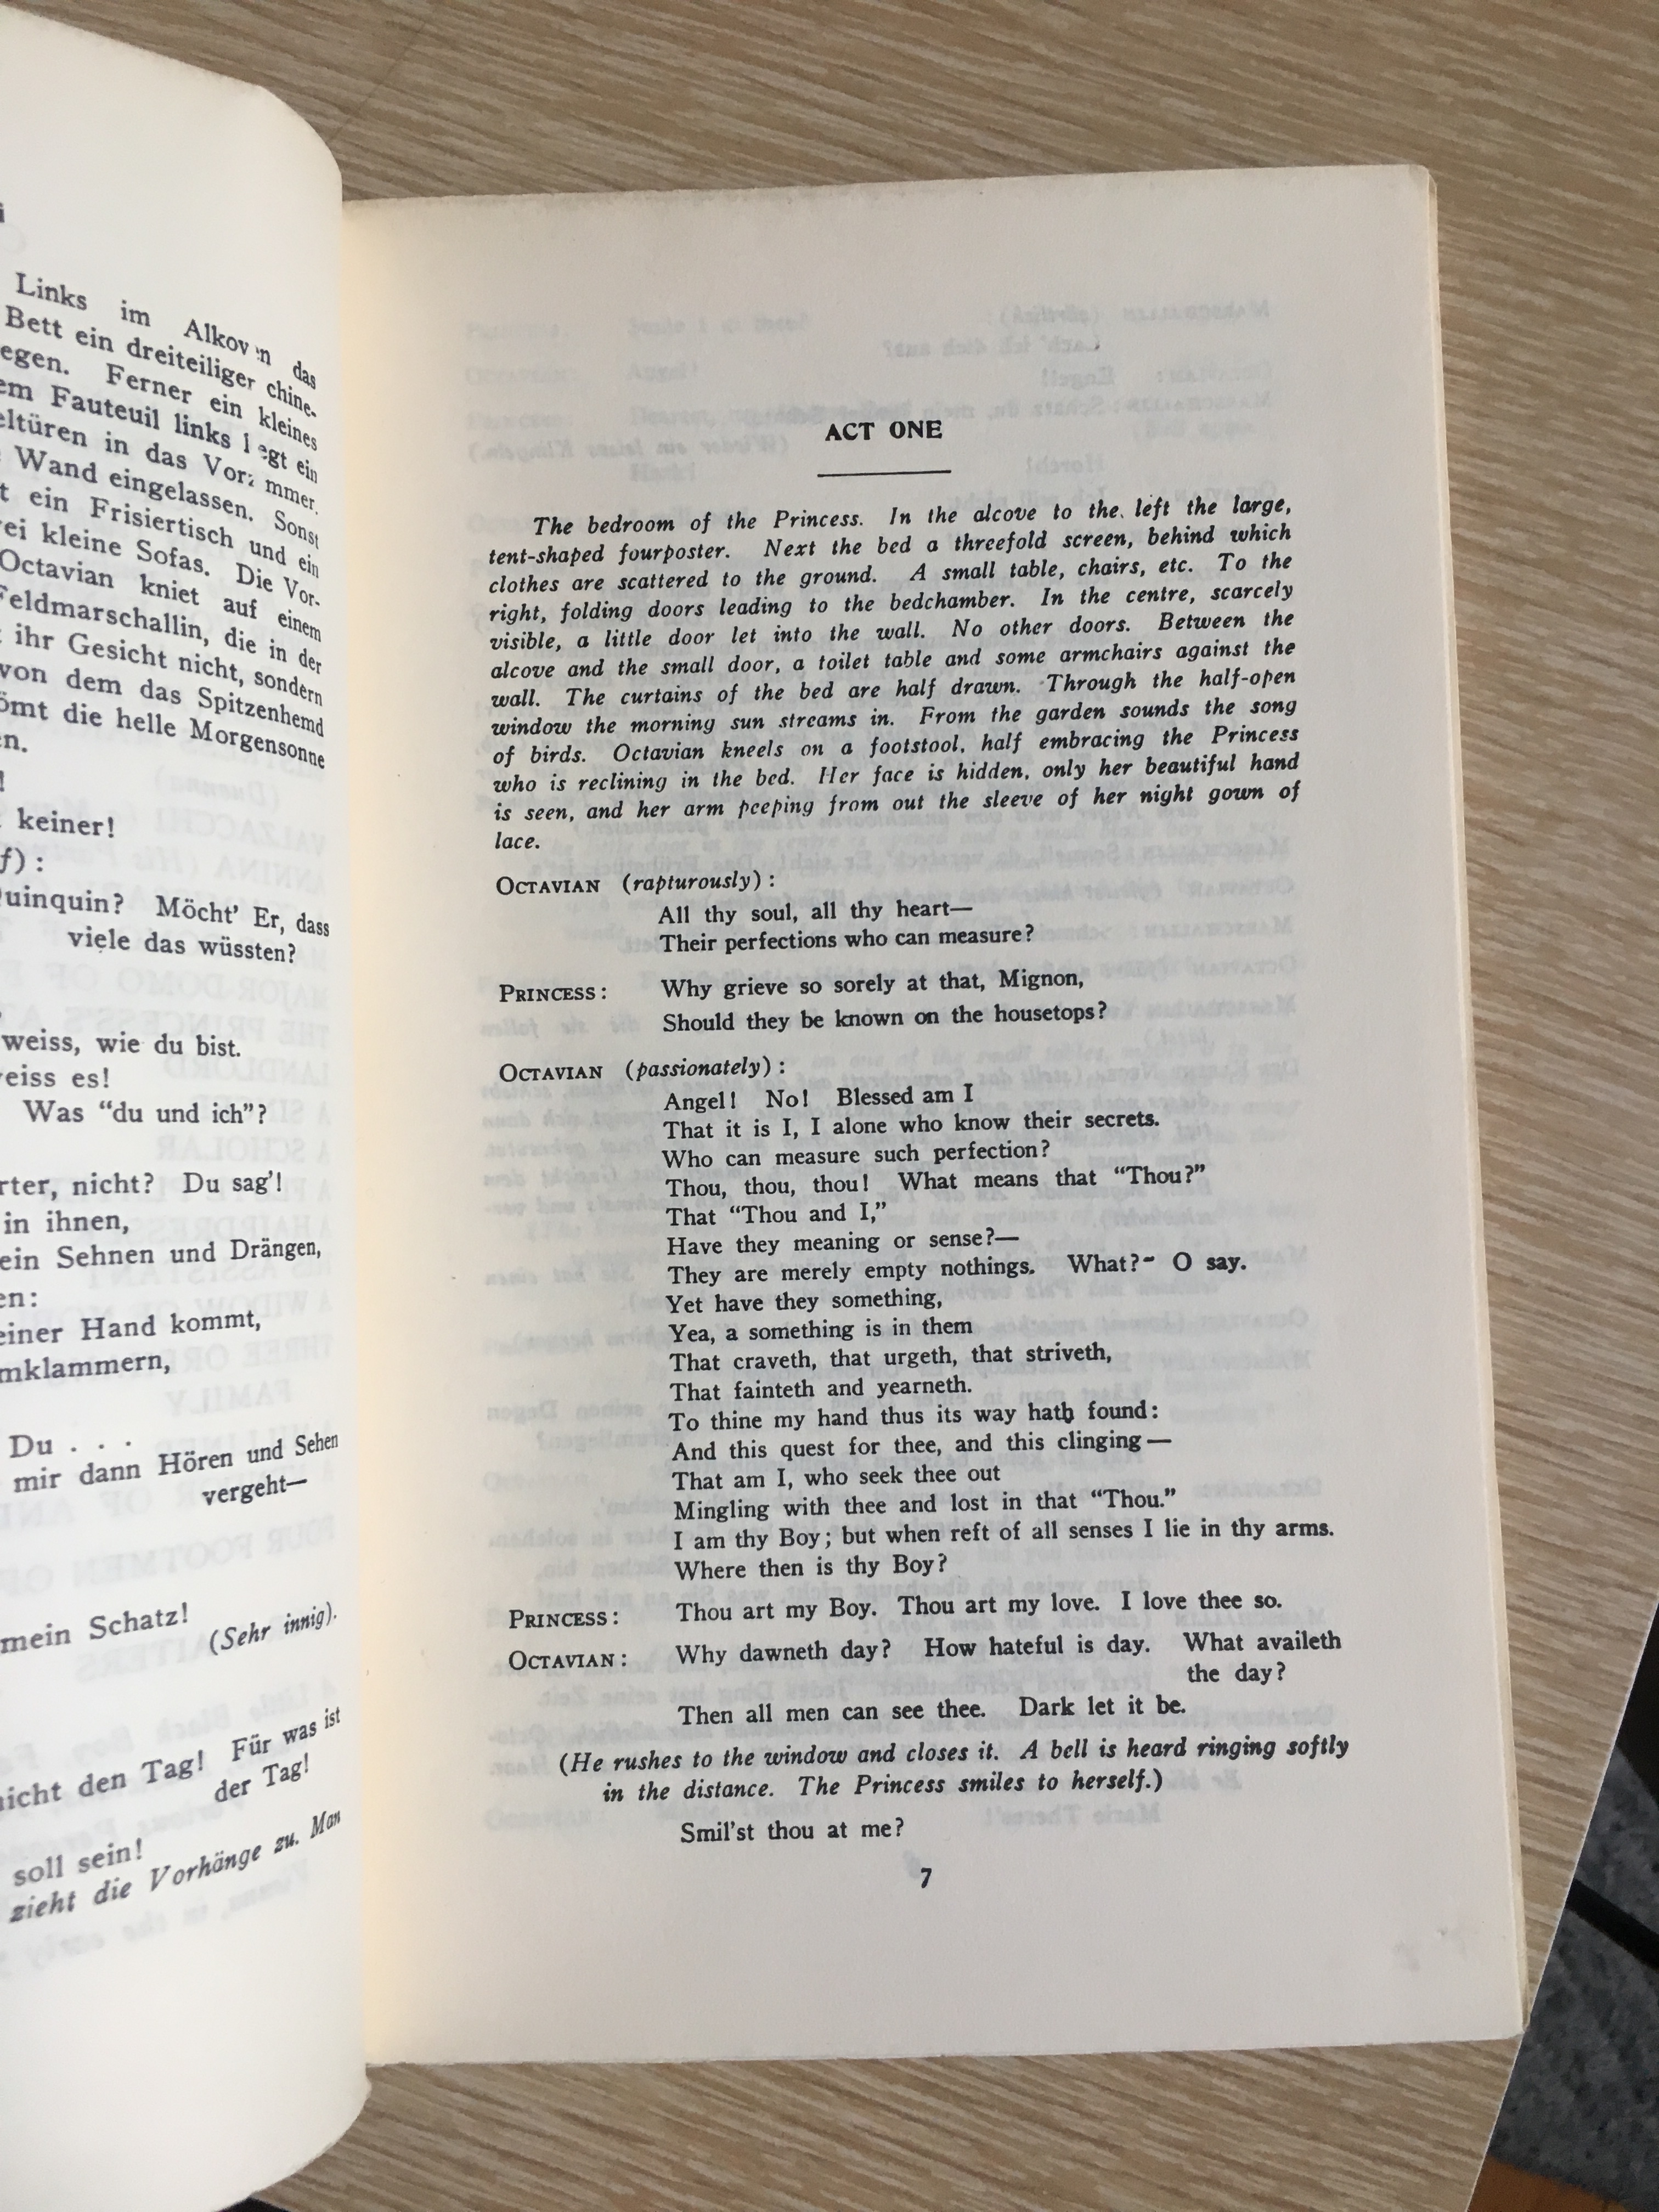 Links im Alkoven das
Bett ein dreiteiliger chine-
egen. Ferner ein kleines
em Fauteuil links l egt ein
eltüren in das Vorz mmer.
Wand eingelassen. Sonst
t ein Frisiertisch und ein
ei kleine Sofas. Die Vor-
Octavian kniet auf einem
Feldmarschallin, die in der
ihr Gesicht nicht, sondern
von dem das Spitzenhemd
ömt die helle Morgensonne
en.
!
keiner!
f):
Quinquin? Möcht' Er, dass
viele das wüssten?
weiss, wie du bist.
eiss es!
Was "du und ich"?
rter, nicht? Du sag'!
in ihnen,
ein Sehnen und Drängen,
en:
einer Hand kommt,
mklammern,
Du . . .
mir dann Hören und Sehen
vergeht—
mein Schatz!
(Sehr innig).
nicht den Tag! Für was ist
der Tag!
soll sein!
zieht die Vorhänge zu. Man
ACT ONE
The bedroom of the Princess. In the alcove to the left the large,
tent-shaped fourposter. Next the bed a threefold screen, behind which
clothes are scattered to the ground. A small table, chairs, etc. To the
right, folding doors leading to the bedchamber. In the centre, scarcely
visible, a little door let into the wall. No other doors. Between the
alcove and the small door, a toilet table and some armchairs against the
wall. The curtains of the bed are half drawn. Through the half-open
window the morning sun streams in. From the garden sounds the song
of birds. Octavian kneels on a footstool, half embracing the Princess
who is reclining in the bed. Her face is hidden, only her beautiful hand
is seen, and her arm peeping from out the sleeve of her night gown of
lace.
OCTAVIAN (rapturously):
All thy soul, all thy heart—
Their perfections who can measure?
PRINCESS: Why grieve so sorely at that, Mignon,
Should they be known on the housetops?
OCTAVIAN (passionately):
Angel! No! Blessed am I
That it is I, I alone who know their secrets.
Who can measure such perfection?
Thou, thou, thou! What means that "Thou?"
That "Thou and I,"
Have they meaning or sense?—
They are merely empty nothings. What?- O say.
Yet have they something,
Yea, a something is in them
That craveth, that urgeth, that striveth,
That fainteth and yearneth.
To thine my hand thus its way hath found:
And this quest for thee, and this clinging—
That am I, who seek thee out
Mingling with thee and lost in that "Thou."
I am thy Boy; but when reft of all senses I lie in thy arms.
Where then is thy Boy?
PRINCESS: Thou art my Boy. Thou art my love. I love thee so.
OCTAVIAN: Why dawneth day? How hateful is day. What availeth
the day?
Then all men can see thee. Dark let it be.
(He rushes to the window and closes it. A bell is heard ringing softly
in the distance. The Princess smiles to herself.)
Smil'st thou at me?
7